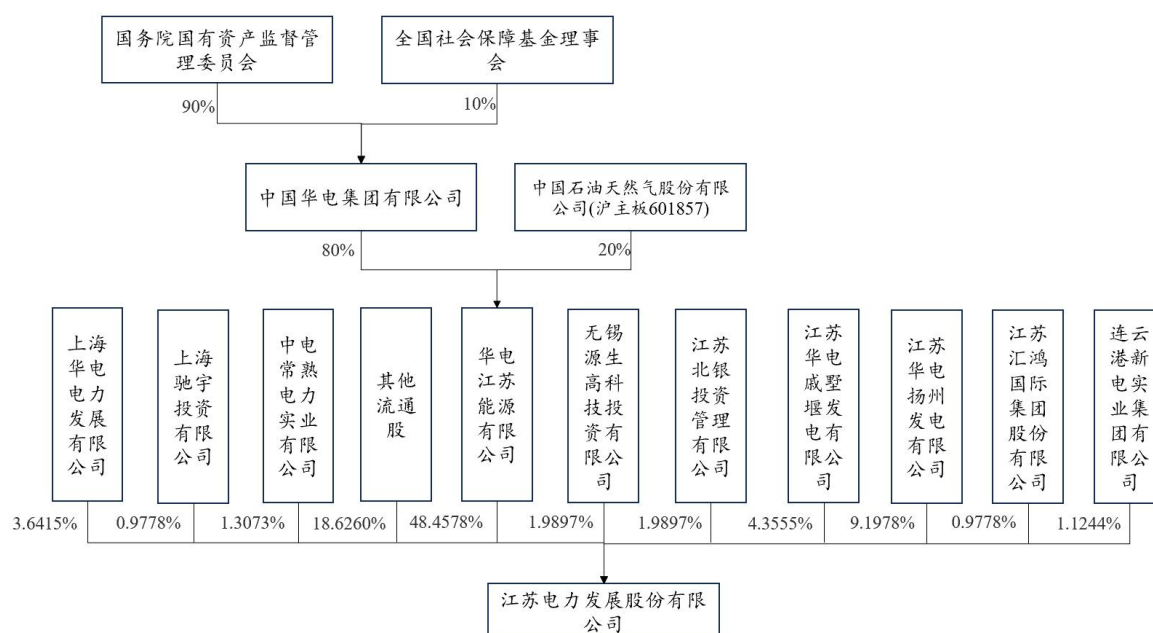 国务院国有资产监督管
理委员会
全国社会保障基金理事
会
90%
10%
中国华电集团有限公司
中国石油天然气股份有限
公司(沪主板601857)
80%
20%
上海
华电
电力
发展
有限
公司
上海
驰宇
投资
有限
公司
中电
常熟
电力
实业
有限
公司
其他
流通
股
华电
江苏
能源
有限
公司
无锡
源生
高科
技投
资有
限公
司
江苏
北银
投资
管理
有限
公司
江苏
华电
戚墅
堰发
电有
限公
司
江苏
华电
扬州
发电
有限
公司
江苏
汇鸿
国际
集团
股份
有限
公司
连云
港新
电实
业集
团有
限公
司
3.6415%
0.9778%
1.3073%
18.6260%
48.4578%
1.9897%
1.9897%
4.3555%
9.1978%
0.9778%
1.1244%
江苏电力发展股份有限
公司